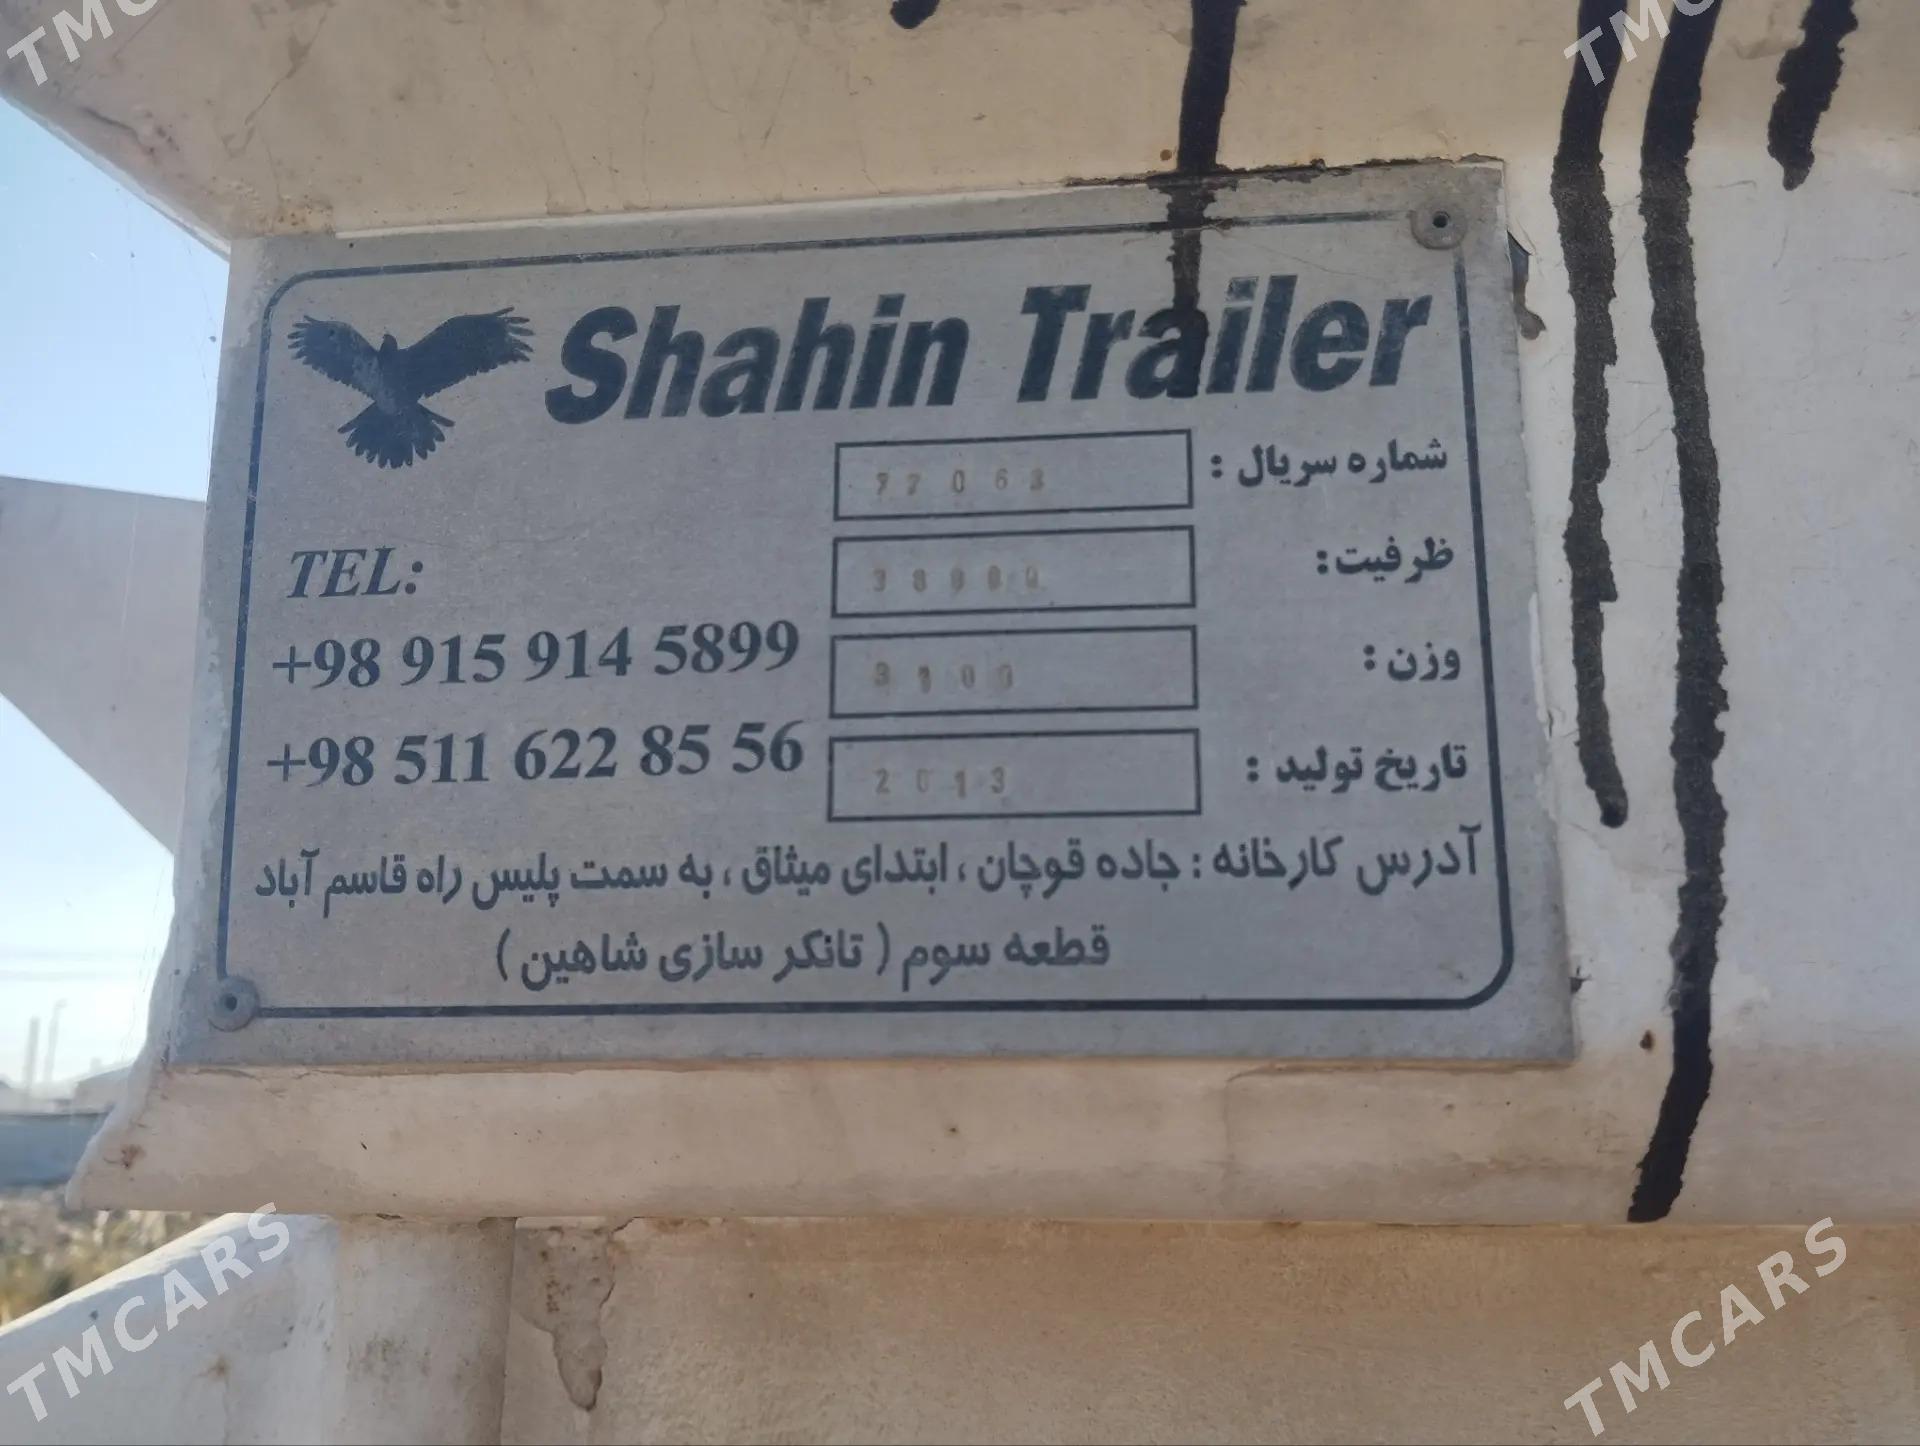 Shahin Trailer
شماره سریال : 77063
ظرفیت:
وزن :
تاریخ تولید : 2013
TEL:
+98 915 914 5899
+98 511 622 85 56
آدرس کارخانه : جاده قوچان ، ابتدای میثاق ، به سمت پلیس راه قاسم آباد
قطعه سوم ( تانکر سازی شاهین )
TMCARS
TMCARS